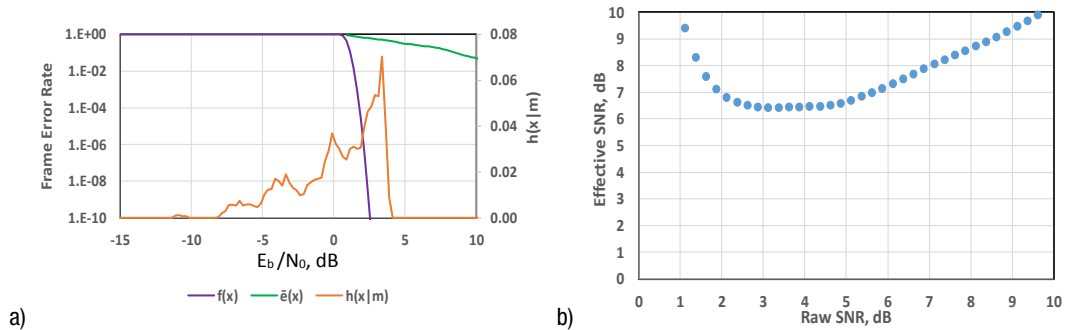 1.E+00
1.E-02
1.E-04
1.E-06
1.E-08
1.E-10
Frame Error Rate
0.08
0.06
0.04
0.02
0.00
h(x|m)
-15 -10 -5 0 5 10
E_b/N_0, dB
f(x) ē(x) h(x|m)
a)
10
9
8
7
6
5
4
3
2
1
0
Effective SNR, dB
0 1 2 3 4 5 6 7 8 9 10
Raw SNR, dB
b)